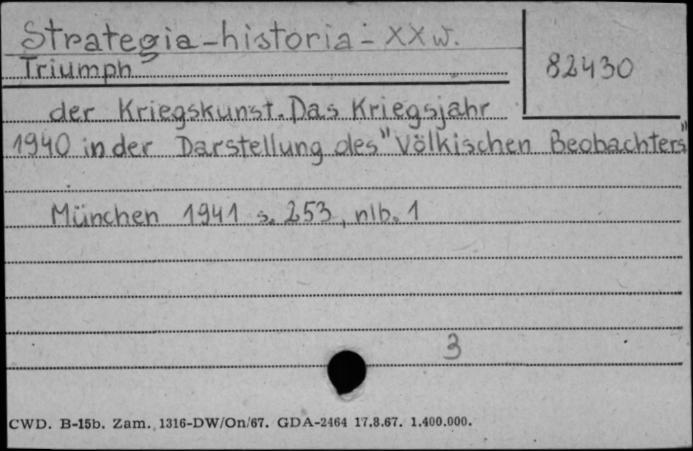 Strategia - historia - XX w.
Triumph
82430
der Kriegskunst. Das Kriegsjahr
1940 in der Darstellung des "Völkischen Beobachters"
München 1941 s. 253, nlb. 1
3
CWD. B-15b. Zam. 1316-DW/On/67. GDA-2464 17.8.67. 1.400.000.